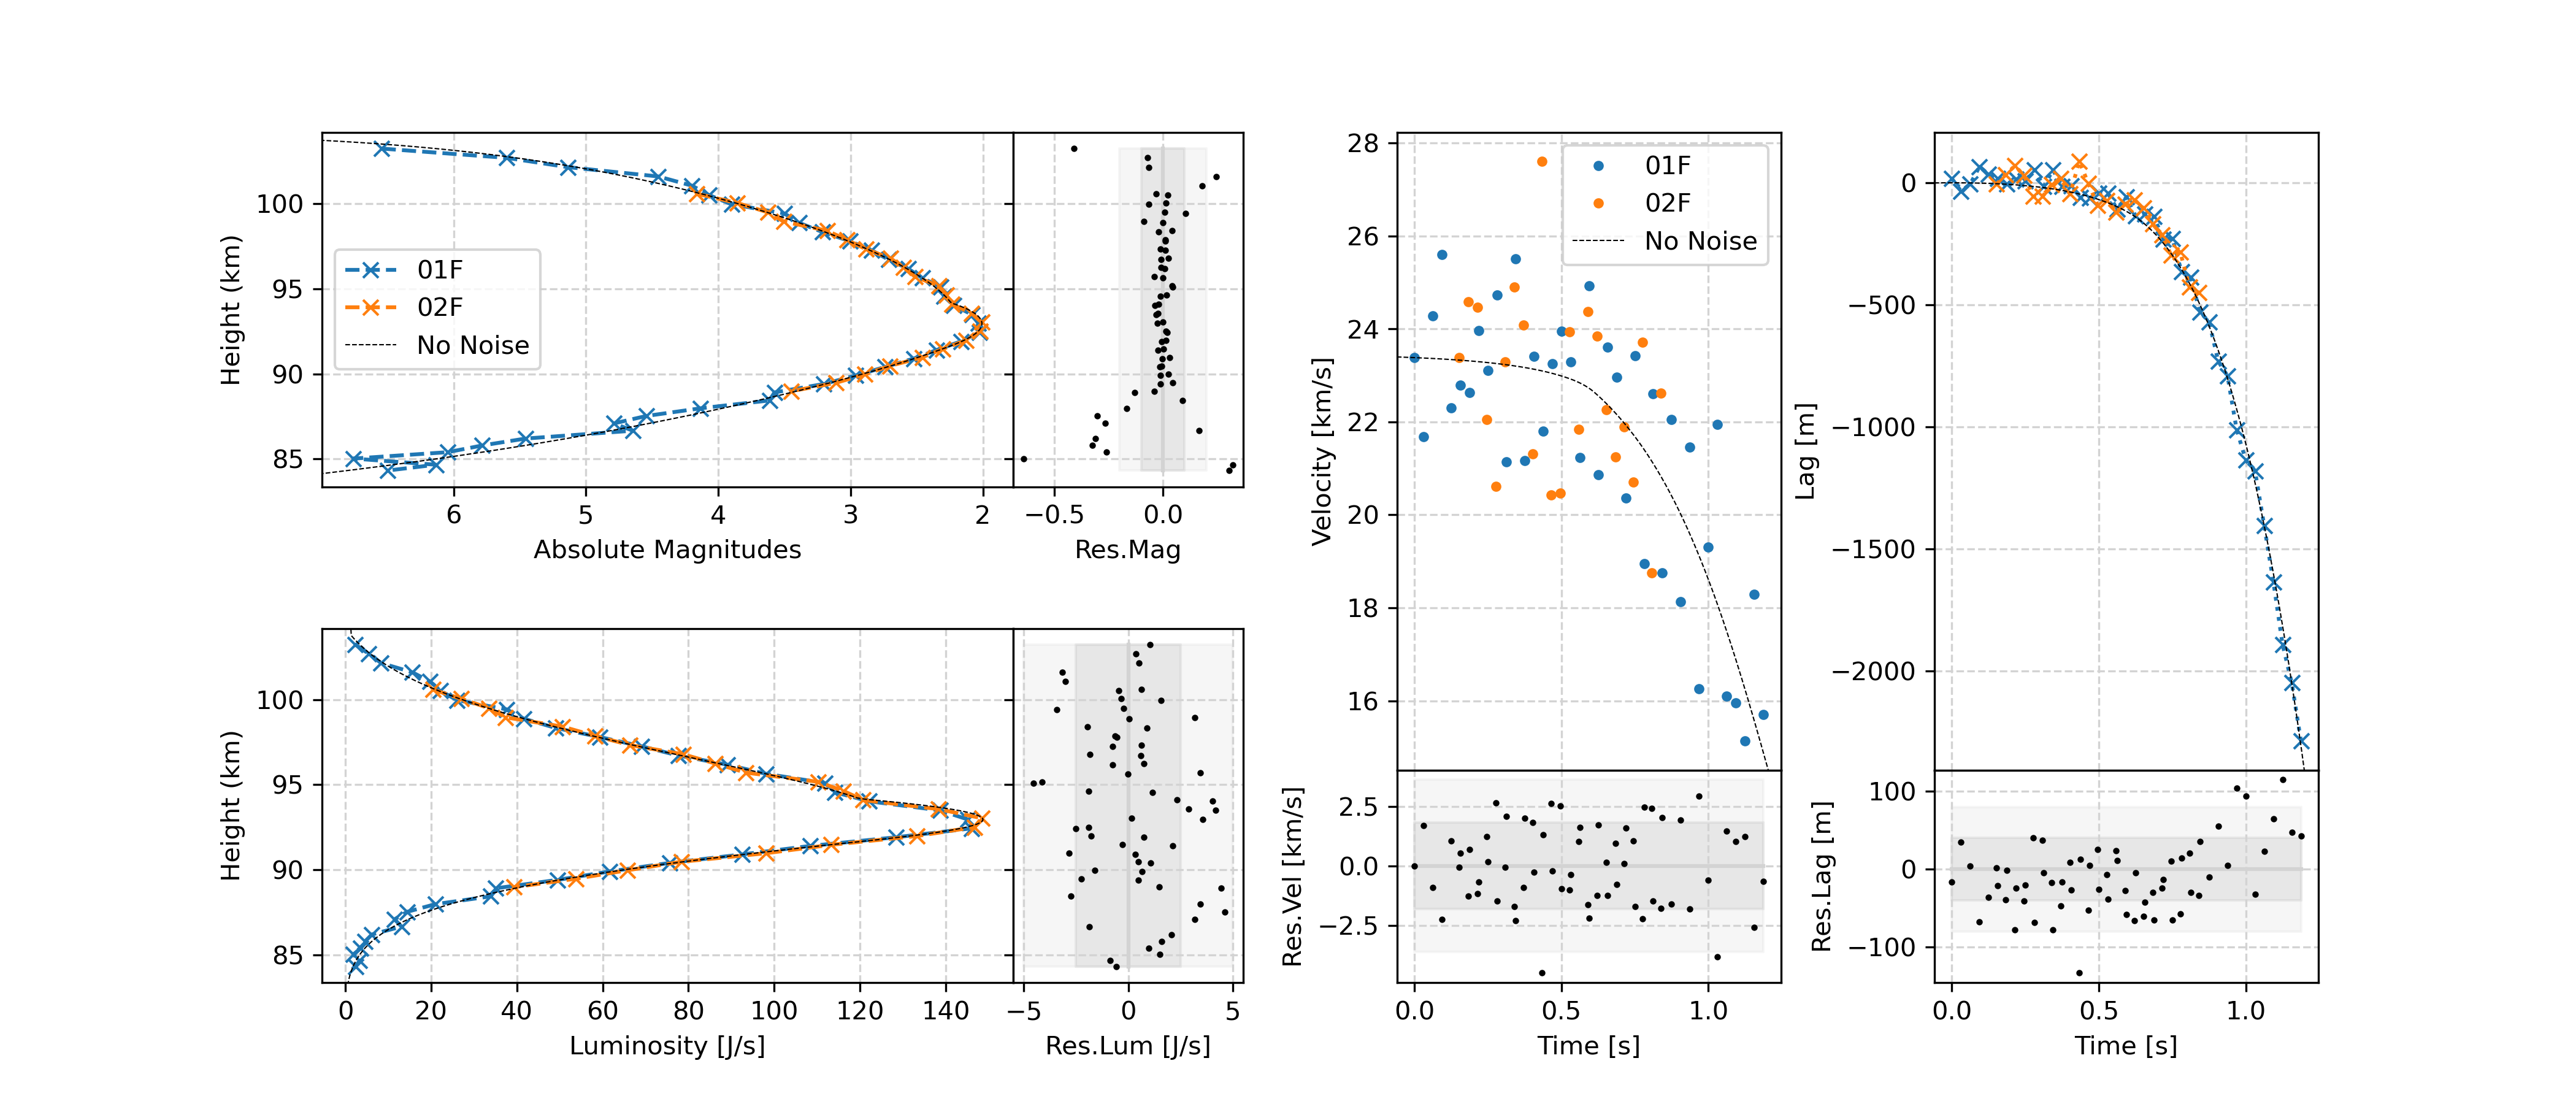 100
95
90
85
Height (km)
01F
02F
No Noise
6
5
4
3
2
Absolute Magnitudes
−0.5
0.0
Res.Mag
100
95
90
85
Height (km)
0
20
40
60
80
100
120
140
Luminosity [J/s]
−5
0
5
Res.Lum [J/s]
28
26
24
22
20
18
16
Velocity [km/s]
01F
02F
No Noise
2.5
0.0
−2.5
Res.Vel [km/s]
0.0
0.5
1.0
Time [s]
0
−500
−1000
−1500
−2000
Lag [m]
100
0
−100
Res.Lag [m]
0.0
0.5
1.0
Time [s]